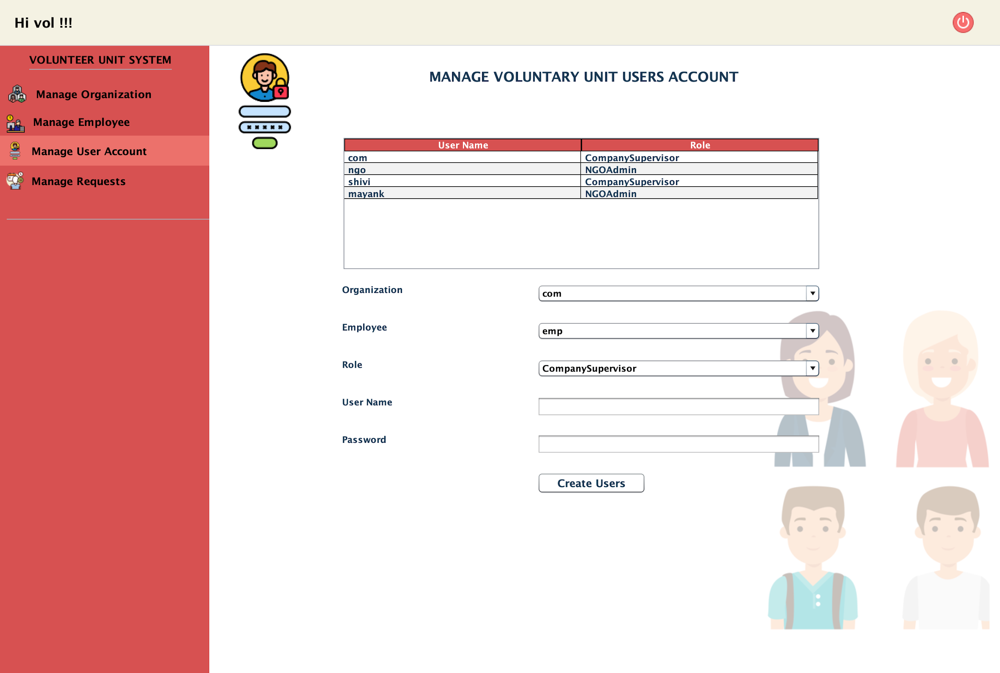 Hi vol !!!
VOLUNTEER UNIT SYSTEM
Manage Organization
Manage Employee
Manage User Account
Manage Requests
MANAGE VOLUNTARY UNIT USERS ACCOUNT
User Name Role
com CompanySupervisor
ngo NGOAdmin
shivi CompanySupervisor
mayank NGOAdmin
Organization com
Employee emp
Role CompanySupervisor
User Name
Password
Create Users